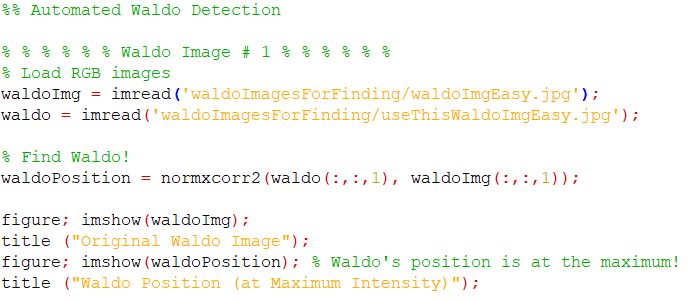 %% Automated Waldo Detection
% % % % % % Waldo Image # 1 % % % % % %
% Load RGB images
waldoImg = imread('waldoImagesForFinding/waldoImgEasy.jpg');
waldo = imread('waldoImagesForFinding/useThisWaldoImgEasy.jpg');
% Find Waldo!
waldoPosition = normxcorr2(waldo(:,:,1), waldoImg(:,:,1));
figure; imshow(waldoImg);
title ("Original Waldo Image");
figure; imshow(waldoPosition); % Waldo's position is at the maximum!
title ("Waldo Position (at Maximum Intensity)");